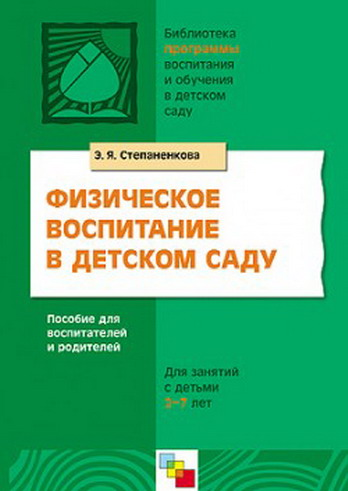 Библиотека
программы
воспитания
и обучения
в детском
саду
Э. Я. Степаненкова
ФИЗИЧЕСКОЕ
ВОСПИТАНИЕ
В ДЕТСКОМ САДУ
Пособие для
воспитателей
и родителей
Для занятий
с детьми
2–7 лет